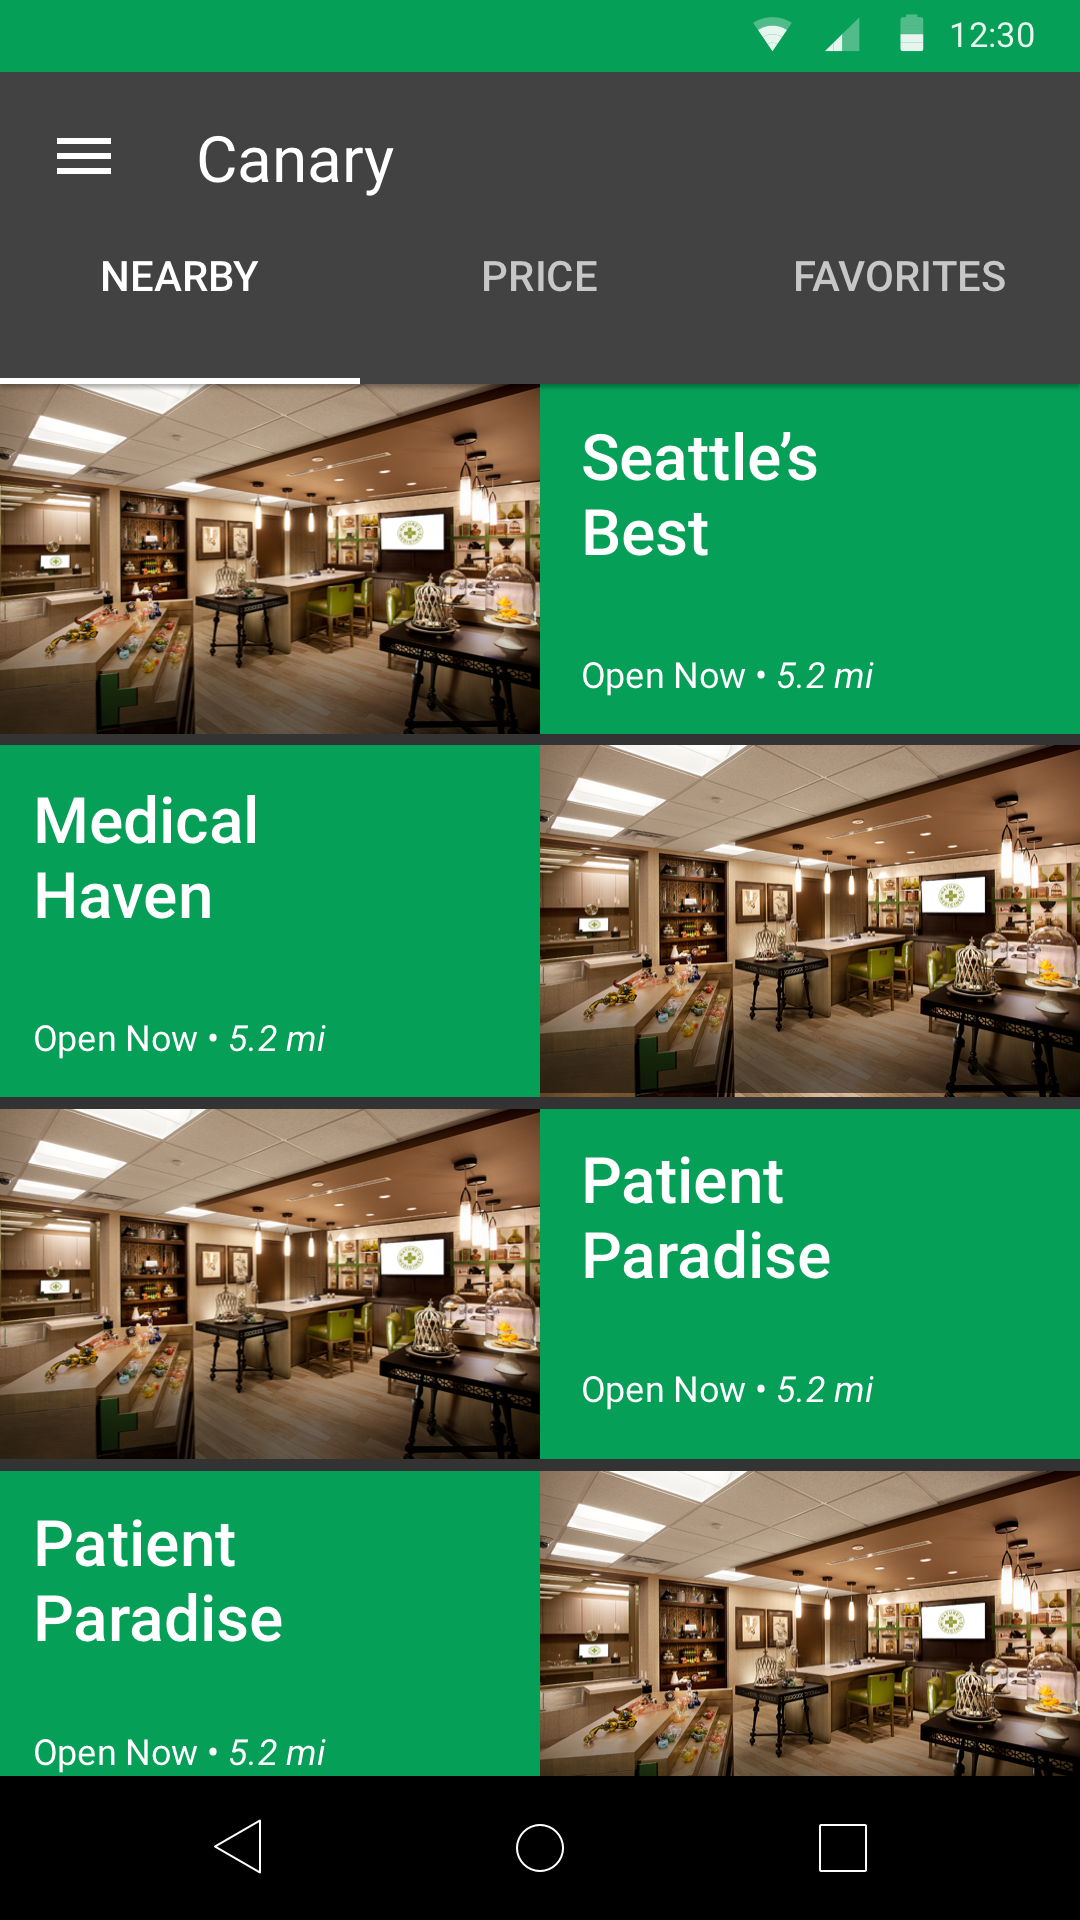 12:30
Canary
NEARBY PRICE FAVORITES
Seattle’s
Best
Open Now • 5.2 mi
Medical
Haven
Open Now • 5.2 mi
Patient
Paradise
Open Now • 5.2 mi
Patient
Paradise
Open Now • 5.2 mi